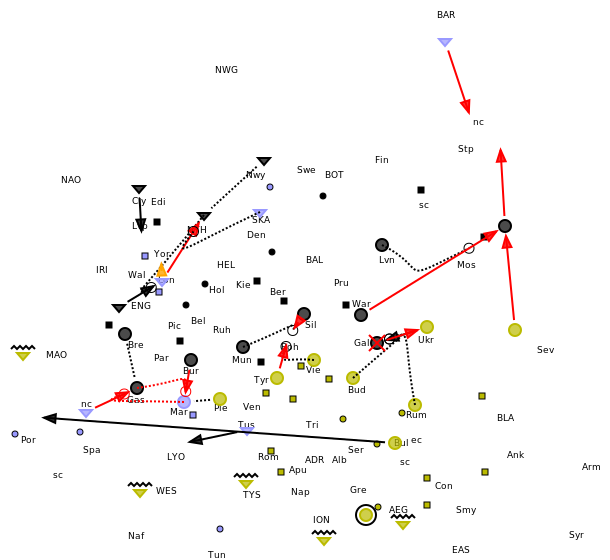 BAR
NWG
nc
Stp
Fin
Swe
BOT
Nwy
NAO
Cly
Edi
sc
SKA
Den
Mos
Lvn
Yor
HEL
BAL
IRI
Wal
Kie
Pru
Hol
Ber
War
ENG
Bel
Pic
Ruh
Sil
Gal
Ukr
Bre
Mun
Boh
Sev
MAO
Par
Vie
Bur
Tyr
Bud
nc
Gas
Mar
Pie
Ven
Rum
BLA
Tus
Tri
Por
Spa
Bul
ec
Ser
LYO
Rom
ADR
Alb
sc
Ank
Apu
Arm
sc
WES
TYS
Nap
Gre
Con
AEG
Smy
ION
Naf
Syr
Tun
EAS